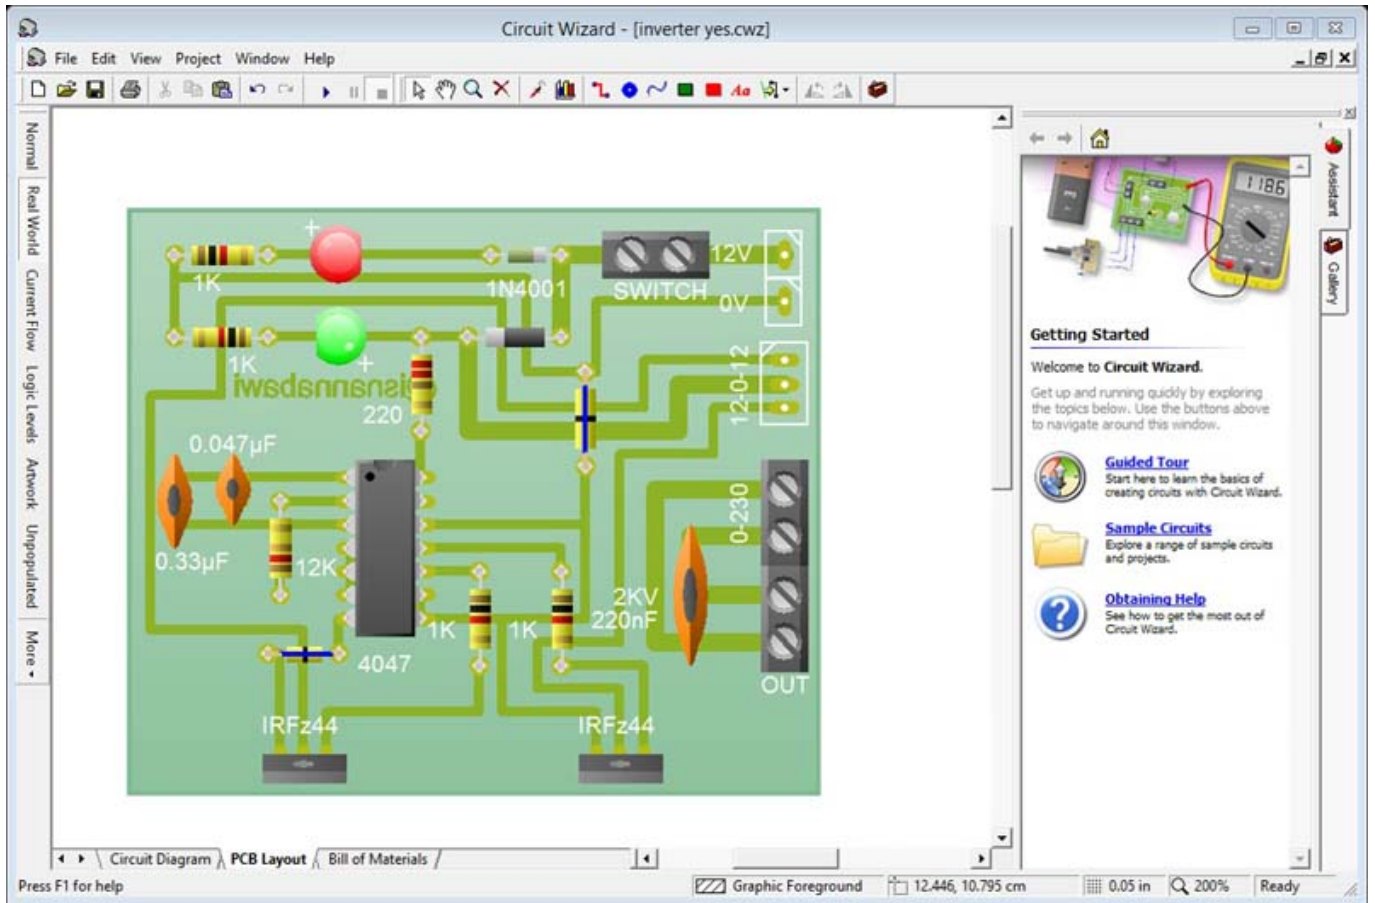 Circuit Wizard - [inverter yes.cwz]
File Edit View Project Window Help
Aa
Normal
Real World
Current Flow
Logic Levels
Artwork
Unpopulated
More
+
1K
1N4001
SWITCH
12V
0V
1K
+
isnannabawi
220
12-0-12
0.047µF
0.33µF
12K
4047
1K
1K
2KV
220nF
0-230
OUT
IRFz44
IRFz44
1186
Assistant
Gallery
Getting Started
Welcome to Circuit Wizard.
Get up and running quickly by exploring
the topics below. Use the buttons above
to navigate around this window.
Guided Tour
Start here to learn the basics of
creating circuits with Circuit Wizard.
Sample Circuits
Explore a range of sample circuits
and projects.
Obtaining Help
See how to get the most out of
Circuit Wizard.
Circuit Diagram PCB Layout Bill of Materials
Press F1 for help
Graphic Foreground 12.446, 10.795 cm 0.05 in 200% Ready